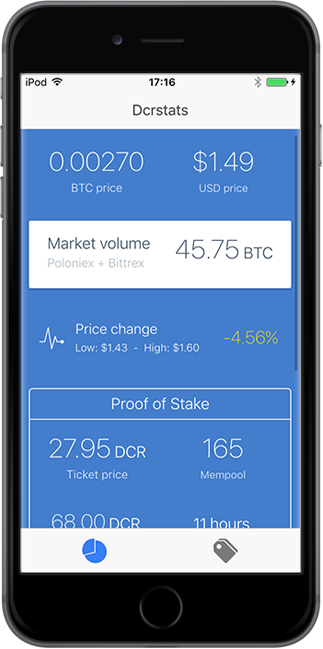 iPod 17:16
Dcrstats
0.00270 $1.49
BTC price USD price
Market volume 45.75 BTC
Poloniex + Bittrex
Price change -4.56%
Low: $1.43 - High: $1.60
Proof of Stake
27.95 DCR 165
Ticket price Mempool
68.00 DCR 11 hours